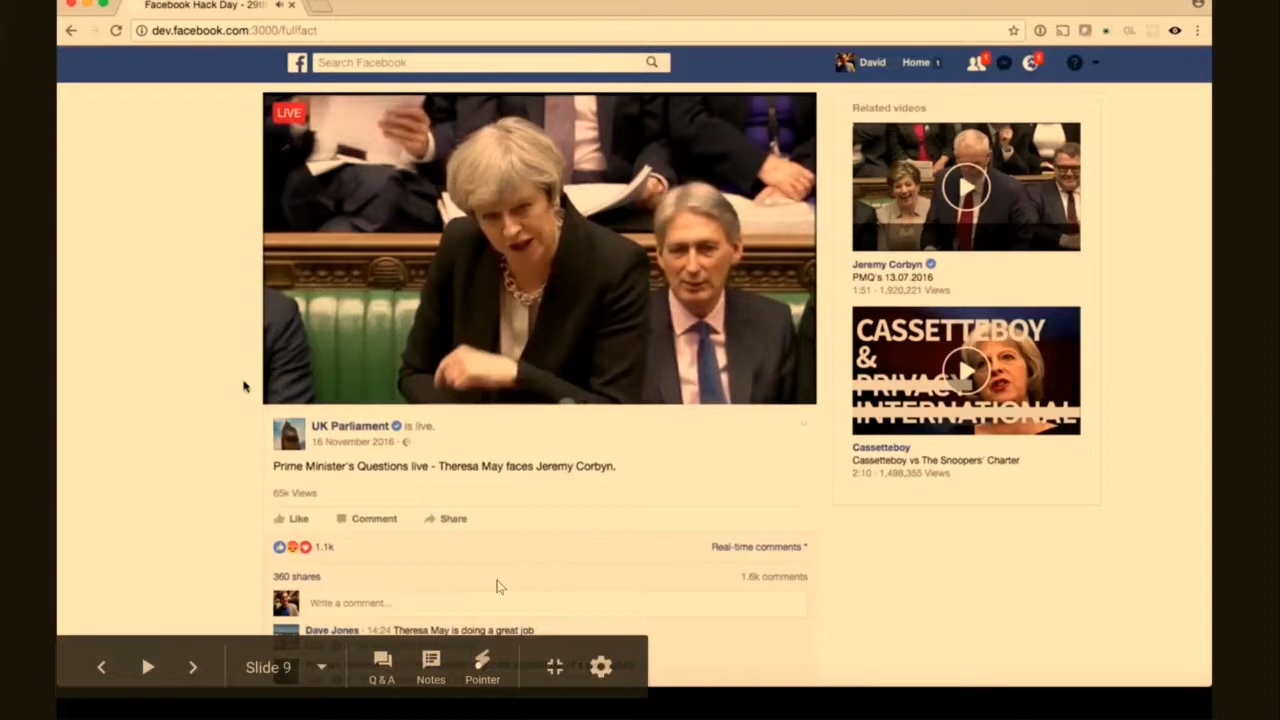 Facebook Hack Day - 29th
dev.facebook.com:3000/fullfact
Search Facebook
David
Home 1
LIVE
Related videos
Jeremy Corbyn
PMQ's 13.07.2016
1:51 · 1,920,221 Views
CASSETTEBOY
&
PRIVACY
INTERNATIONAL
Cassetteboy
Cassetteboy vs The Snoopers' Charter
2:10 · 1,498,355 Views
UK Parliament is live.
16 November 2016 ·
Prime Minister's Questions live - Theresa May faces Jeremy Corbyn.
65k Views
Like Comment Share
1.1k
Real-time comments
360 shares
1.6k comments
Write a comment...
Dave Jones · 14:24 Theresa May is doing a great job
Slide 9
Q & A
Notes
Pointer